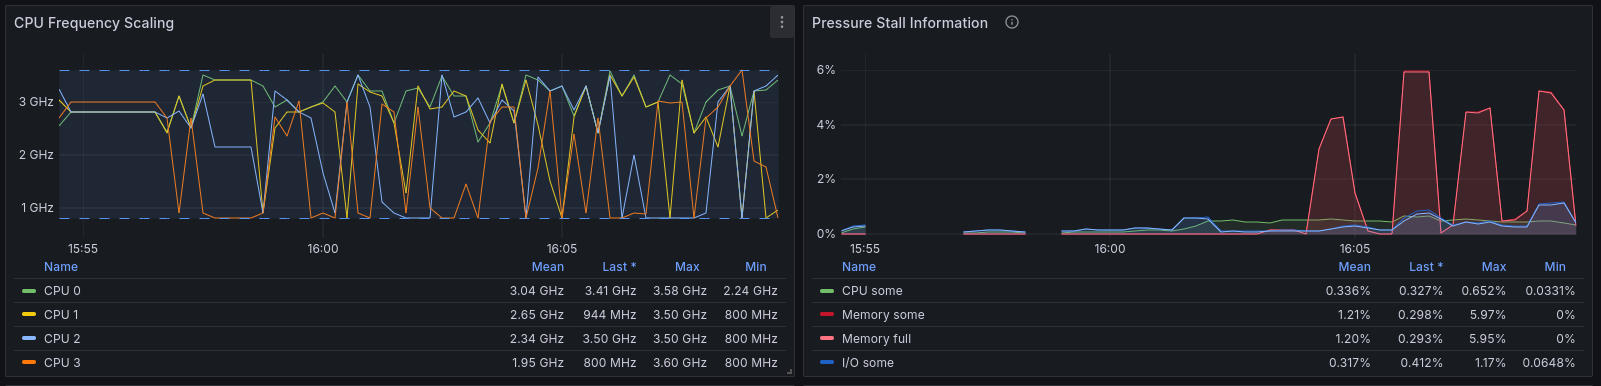 CPU Frequency Scaling
3 GHz
2 GHz
1 GHz
15:55 16:00 16:05
Name Mean Last * Max Min
CPU 0 3.04 GHz 3.41 GHz 3.58 GHz 2.24 GHz
CPU 1 2.65 GHz 944 MHz 3.50 GHz 800 MHz
CPU 2 2.34 GHz 3.50 GHz 3.50 GHz 800 MHz
CPU 3 1.95 GHz 800 MHz 3.60 GHz 800 MHz
Pressure Stall Information
6%
4%
2%
0%
15:55 16:00 16:05
Name Mean Last * Max Min
CPU some 0.336% 0.327% 0.652% 0.0331%
Memory some 1.21% 0.298% 5.97% 0%
Memory full 1.20% 0.293% 5.95% 0%
I/O some 0.317% 0.412% 1.17% 0.0648%